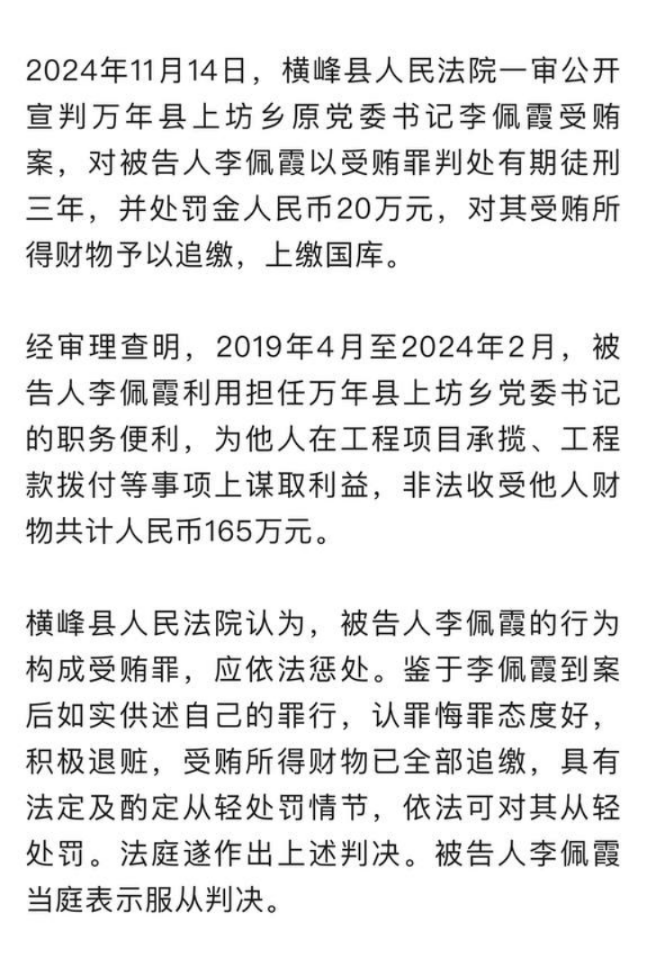 2024年11月14日，横峰县人民法院一审公开
宣判万年县上坊乡原党委书记李佩霞受贿
案，对被告人李佩霞以受贿罪判处有期徒刑
三年，并处罚金人民币20万元，对其受贿所
得财物予以追缴，上缴国库。
经审理查明，2019年4月至2024年2月，被
告人李佩霞利用担任万年县上坊乡党委书记
的职务便利，为他人在工程项目承揽、工程
款拨付等事项上谋取利益，非法收受他人财
物共计人民币165万元。
横峰县人民法院认为，被告人李佩霞的行为
构成受贿罪，应依法惩处。鉴于李佩霞到案
后如实供述自己的罪行，认罪悔罪态度好，
积极退赃，受贿所得财物已全部追缴，具有
法定及酌定从轻处罚情节，依法可对其从轻
处罚。法庭遂作出上述判决。被告人李佩霞
当庭表示服从判决。